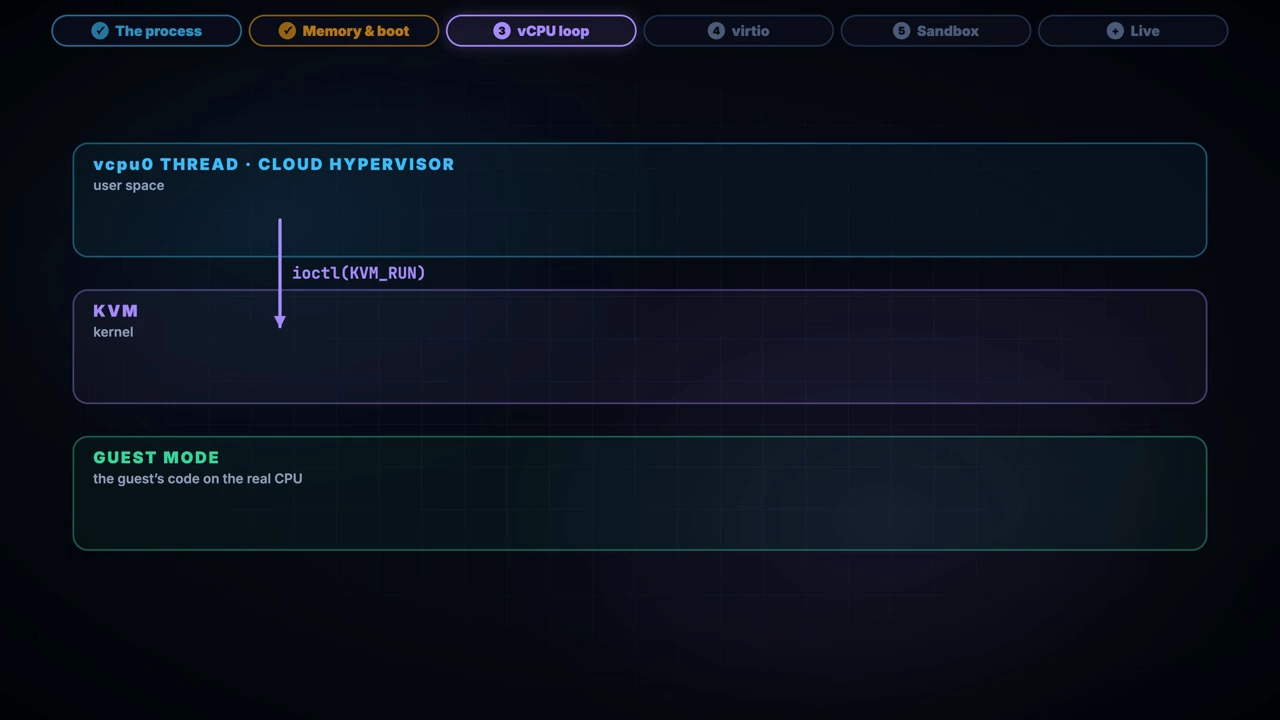 ✓ The process
✓ Memory & boot
3 vCPU loop
4 virtio
5 Sandbox
+ Live
vcpu0 THREAD · CLOUD HYPERVISOR
user space
ioctl(KVM_RUN)
KVM
kernel
GUEST MODE
the guest’s code on the real CPU